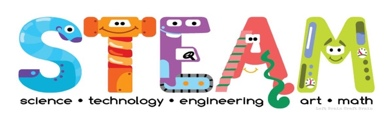 STEAM
science • technology • engineering • art • math